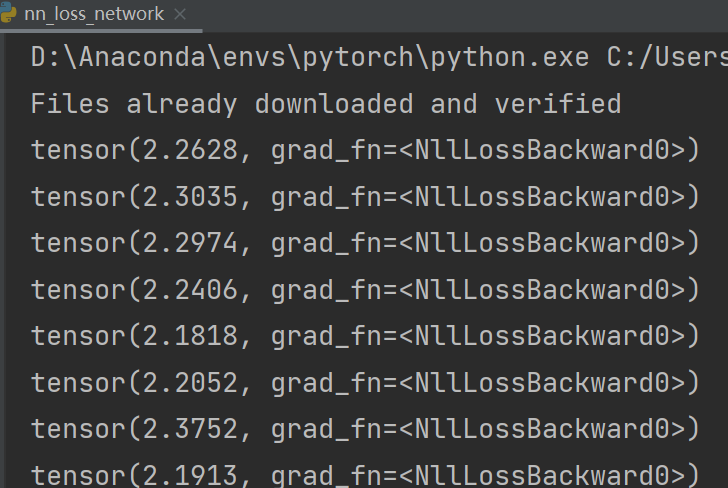 nn_loss_network
D:\Anaconda\envs\pytorch\python.exe C:/Users
Files already downloaded and verified
tensor(2.2628, grad_fn=<NllLossBackward0>)
tensor(2.3035, grad_fn=<NllLossBackward0>)
tensor(2.2974, grad_fn=<NllLossBackward0>)
tensor(2.2406, grad_fn=<NllLossBackward0>)
tensor(2.1818, grad_fn=<NllLossBackward0>)
tensor(2.2052, grad_fn=<NllLossBackward0>)
tensor(2.3752, grad_fn=<NllLossBackward0>)
tensor(2.1913, grad_fn=<NllLossBackward0>)